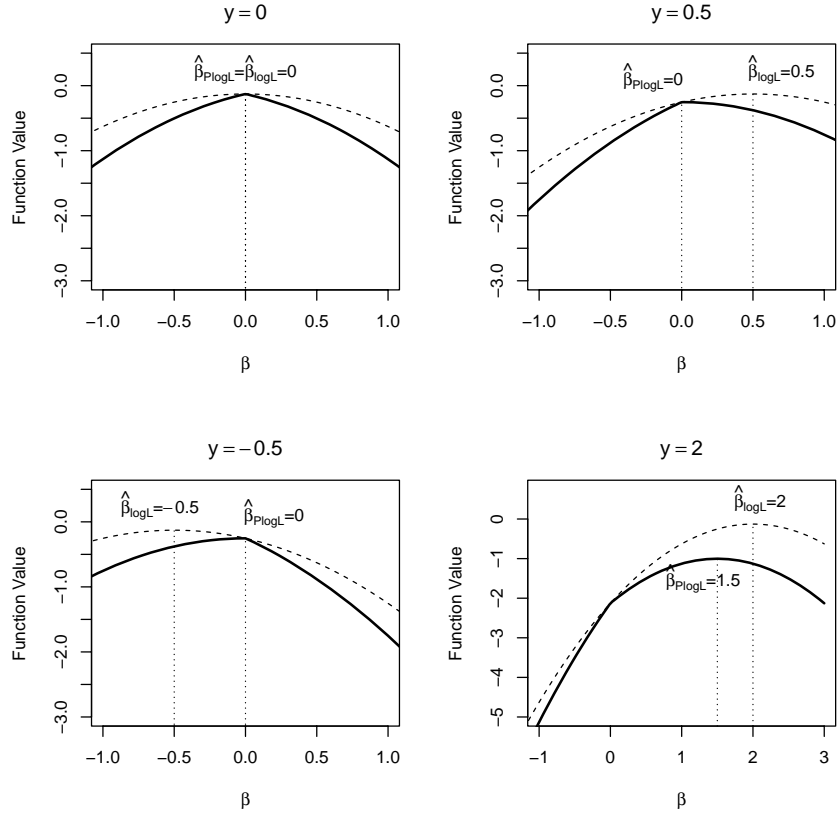 y = 0
β̂PlogL=β̂logL=0
Function Value
0.0
−1.0
−2.0
−3.0
−1.0 −0.5 0.0 0.5 1.0
β
y = 0.5
β̂PlogL=0
β̂logL=0.5
Function Value
0.0
−1.0
−2.0
−3.0
−1.0 −0.5 0.0 0.5 1.0
β
y = −0.5
β̂logL=−0.5
β̂PlogL=0
Function Value
0.0
−1.0
−2.0
−3.0
−1.0 −0.5 0.0 0.5 1.0
β
y = 2
β̂logL=2
β̂PlogL=1.5
Function Value
0
−1
−2
−3
−4
−5
−1 0 1 2 3
β